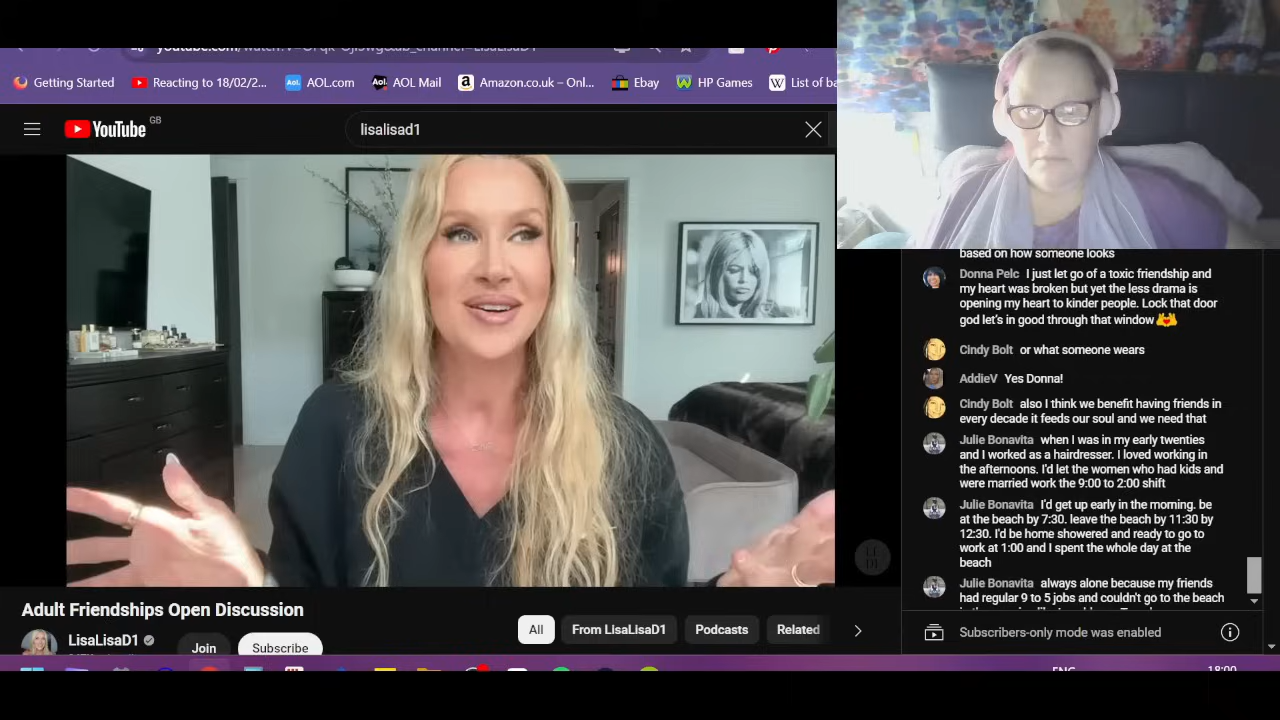 Getting Started
Reacting to 18/02/2...
Aol.
AOL.com
Aol.
AOL Mail
Amazon.co.uk – Onl...
Ebay
HP Games
W
List of ba
YouTube GB
lisalisad1
based on how someone looks
Donna Pelc I just let go of a toxic friendship and
my heart was broken but yet the less drama is
opening my heart to kinder people. Lock that door
god let's in good through that window
Cindy Bolt or what someone wears
AddieV Yes Donna!
Cindy Bolt also I think we benefit having friends in
every decade it feeds our soul and we need that
Julie Bonavita when I was in my early twenties
and I worked as a hairdresser. I loved working in
the afternoons. I'd let the women who had kids and
were married work the 9:00 to 2:00 shift
Julie Bonavita I'd get up early in the morning. be
at the beach by 7:30. leave the beach by 11:30 by
12:30. I'd be home showered and ready to go to
work at 1:00 and I spent the whole day at the
beach
Julie Bonavita always alone because my friends
had regular 9 to 5 jobs and couldn't go to the beach
Subscribers-only mode was enabled
Adult Friendships Open Discussion
LisaLisaD1
Join
Subscribe
All
From LisaLisaD1
Podcasts
Related
ENG
18:00